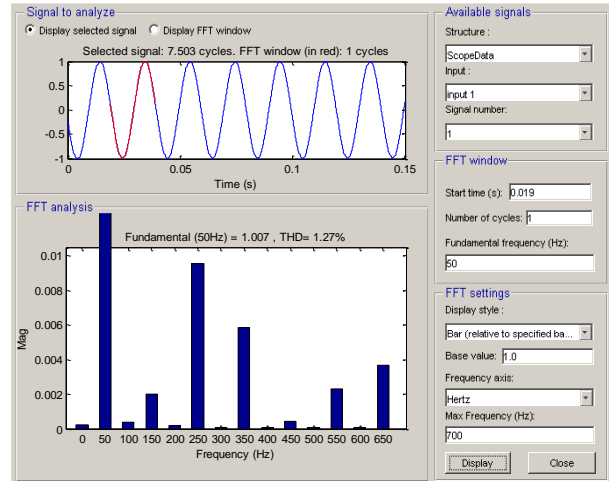 Signal to analyze
Display selected signal Display FFT window
Selected signal: 7.503 cycles. FFT window (in red): 1 cycles
1
0.5
0
-0.5
-1
0 0.05 0.1 0.15
Time (s)
FFT analysis
Fundamental (50Hz) = 1.007 , THD= 1.27%
0.01
0.008
0.006
0.004
0.002
0
Mag
0 50 100 150 200 250 300 350 400 450 500 550 600 650
Frequency (Hz)
Available signals
Structure :
ScopeData
Input :
input 1
Signal number:
1
FFT window
Start time (s): 0.019
Number of cycles: 1
Fundamental frequency (Hz):
50
FFT settings
Display style :
Bar (relative to specified ba...
Base value: 1.0
Frequency axis:
Hertz
Max Frequency (Hz):
700
Display Close